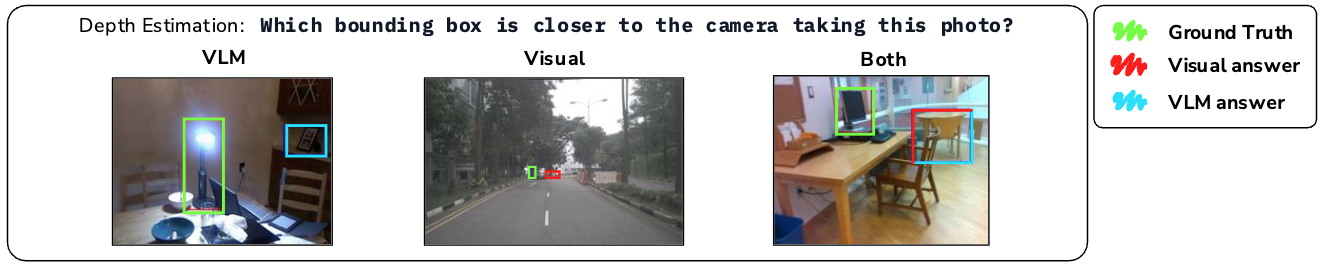 Depth Estimation: Which bounding box is closer to the camera taking this photo?
VLM
Visual
Both
Ground Truth
Visual answer
VLM answer